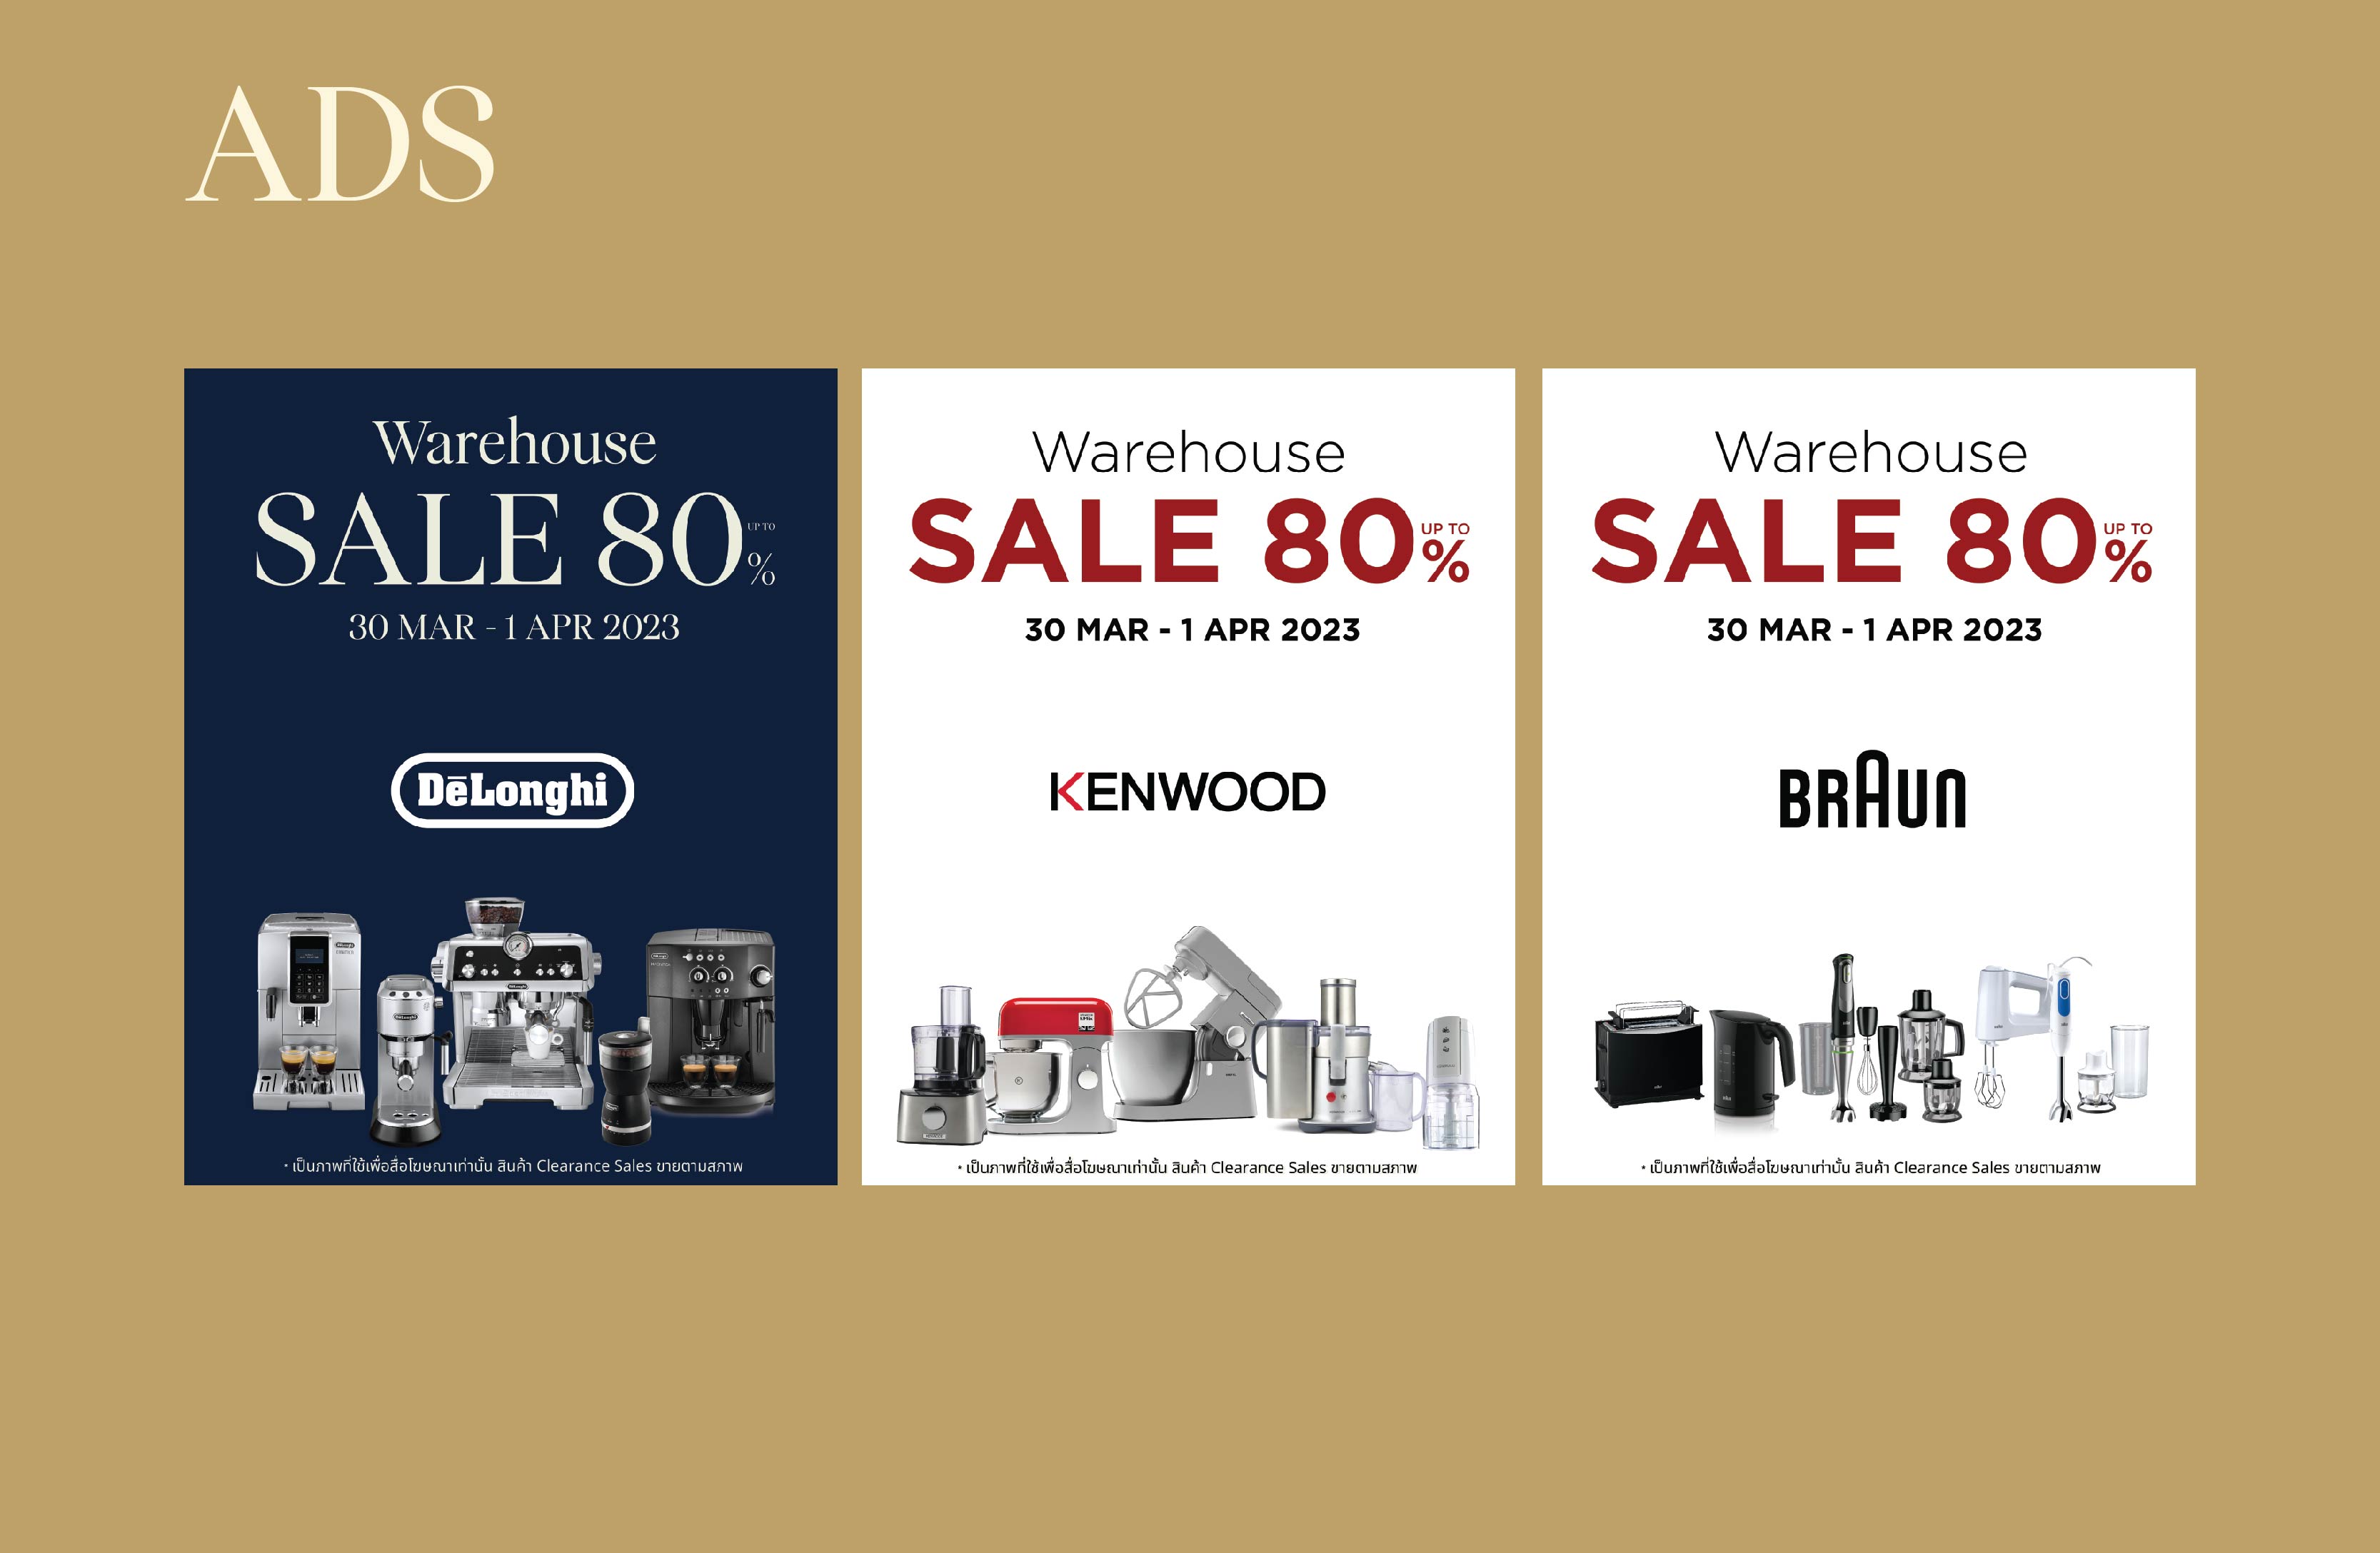 ADS
Warehouse
SALE 80 UP TO %
30 MAR - 1 APR 2023
DēLonghi
* เป็นภาพที่ใช้เพื่อสื่อโฆษณาเท่านั้น สินค้า Clearance Sales ขายตามสภาพ
Warehouse
SALE 80 UP TO %
30 MAR - 1 APR 2023
KENWOOD
* เป็นภาพที่ใช้เพื่อสื่อโฆษณาเท่านั้น สินค้า Clearance Sales ขายตามสภาพ
Warehouse
SALE 80 UP TO %
30 MAR - 1 APR 2023
BRAUN
* เป็นภาพที่ใช้เพื่อสื่อโฆษณาเท่านั้น สินค้า Clearance Sales ขายตามสภาพ